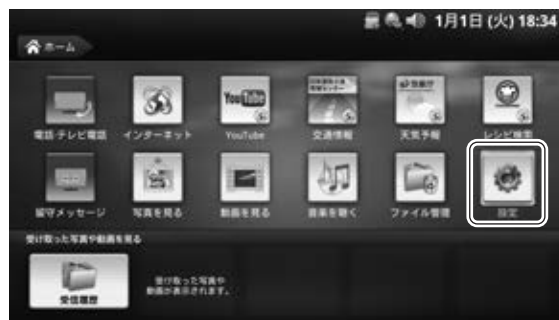 1月1日 (火) 18:34
ホーム
YouTube
電話・テレビ電話 インターネット YouTube 交通情報 天気予報 レシピ検索
留守メッセージ 写真を見る 動画を見る 音楽を聴く ファイル管理 設定
受け取った写真や動画を見る
受信履歴
受け取った写真や
動画が表示されます。